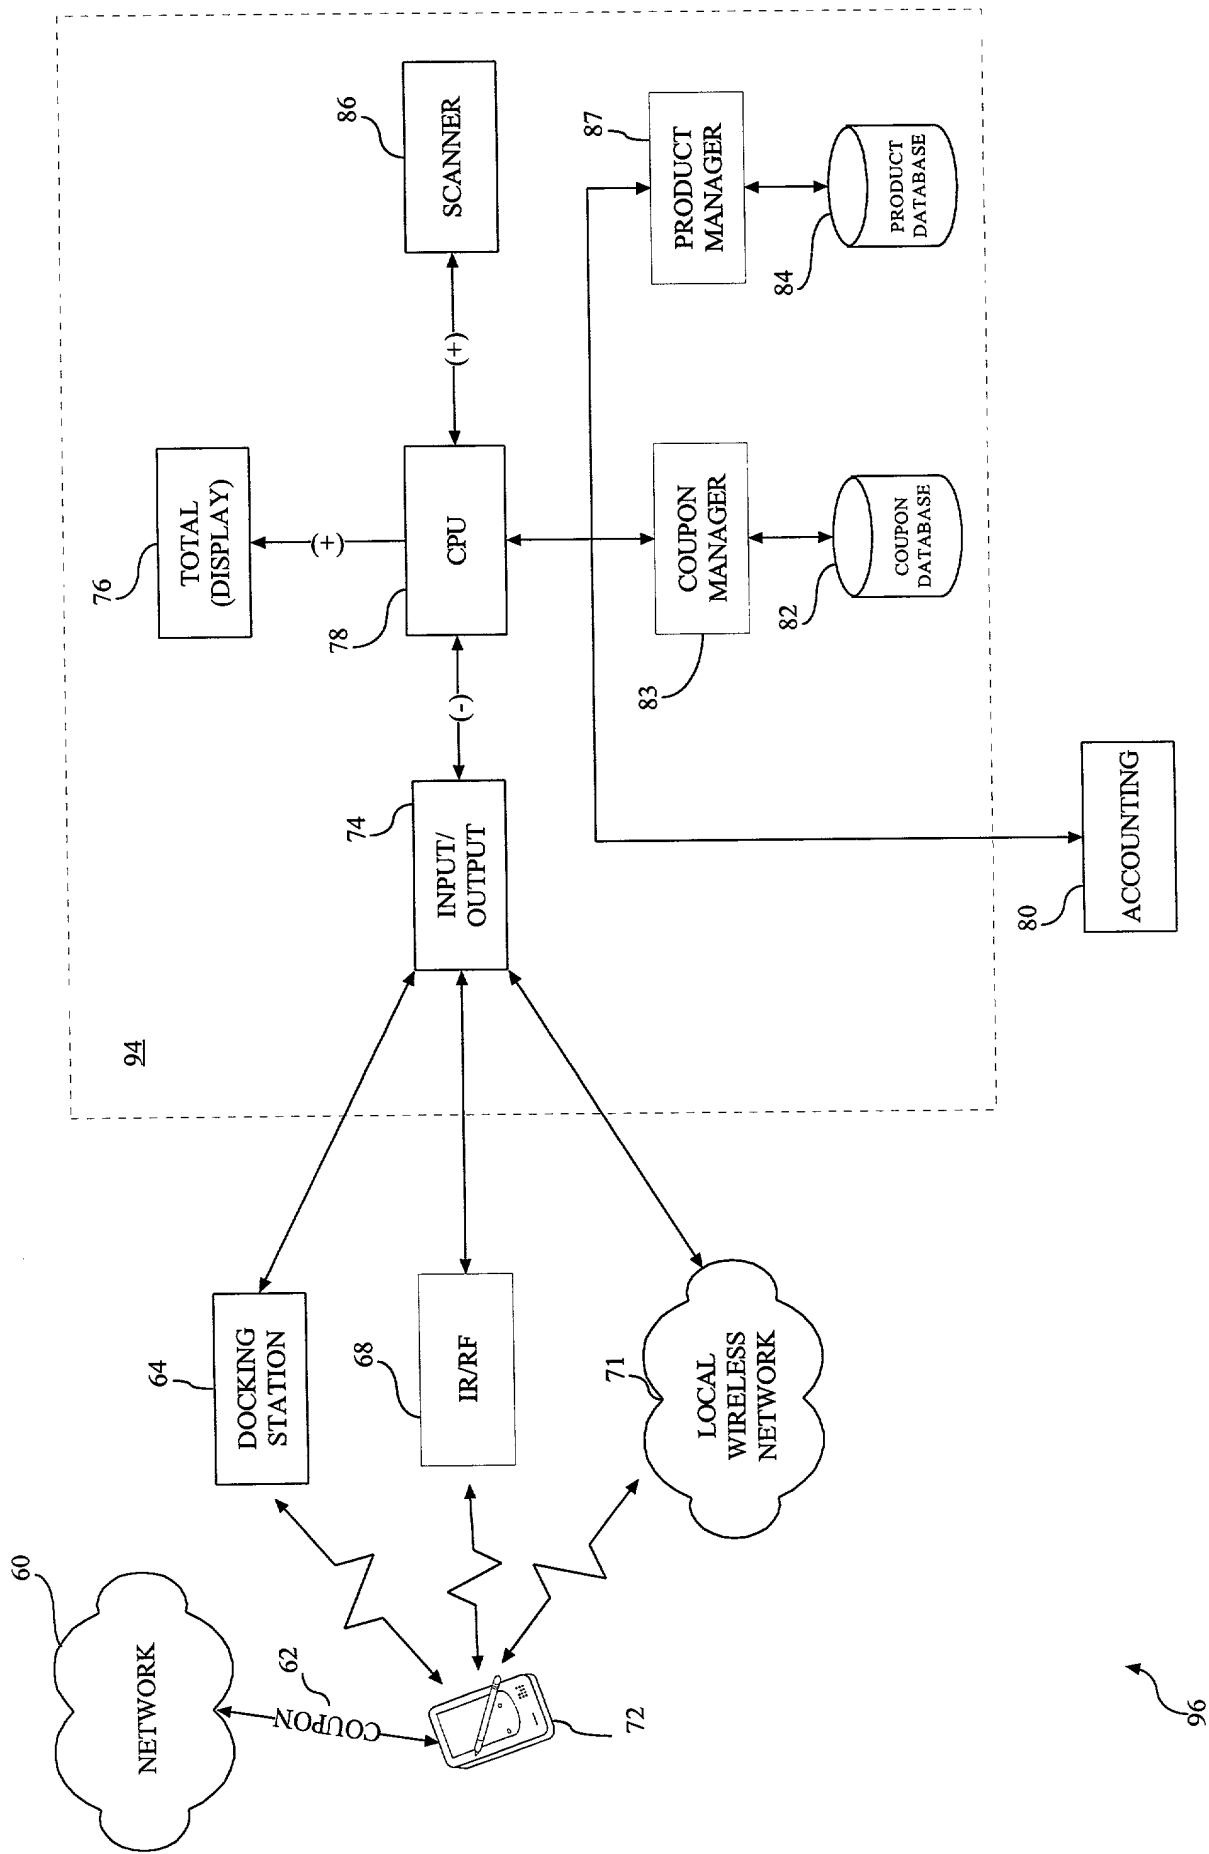 60
NETWORK
COUPON
62
72
64
DOCKING
STATION
68
IR/RF
71
LOCAL
WIRELESS
NETWORK
94
74
INPUT/
OUTPUT
(-)
76
TOTAL
(DISPLAY)
(+)
78
CPU
(+)
86
SCANNER
83
COUPON
MANAGER
87
PRODUCT
MANAGER
82
COUPON
DATABASE
84
PRODUCT
DATABASE
80
ACCOUNTING
96